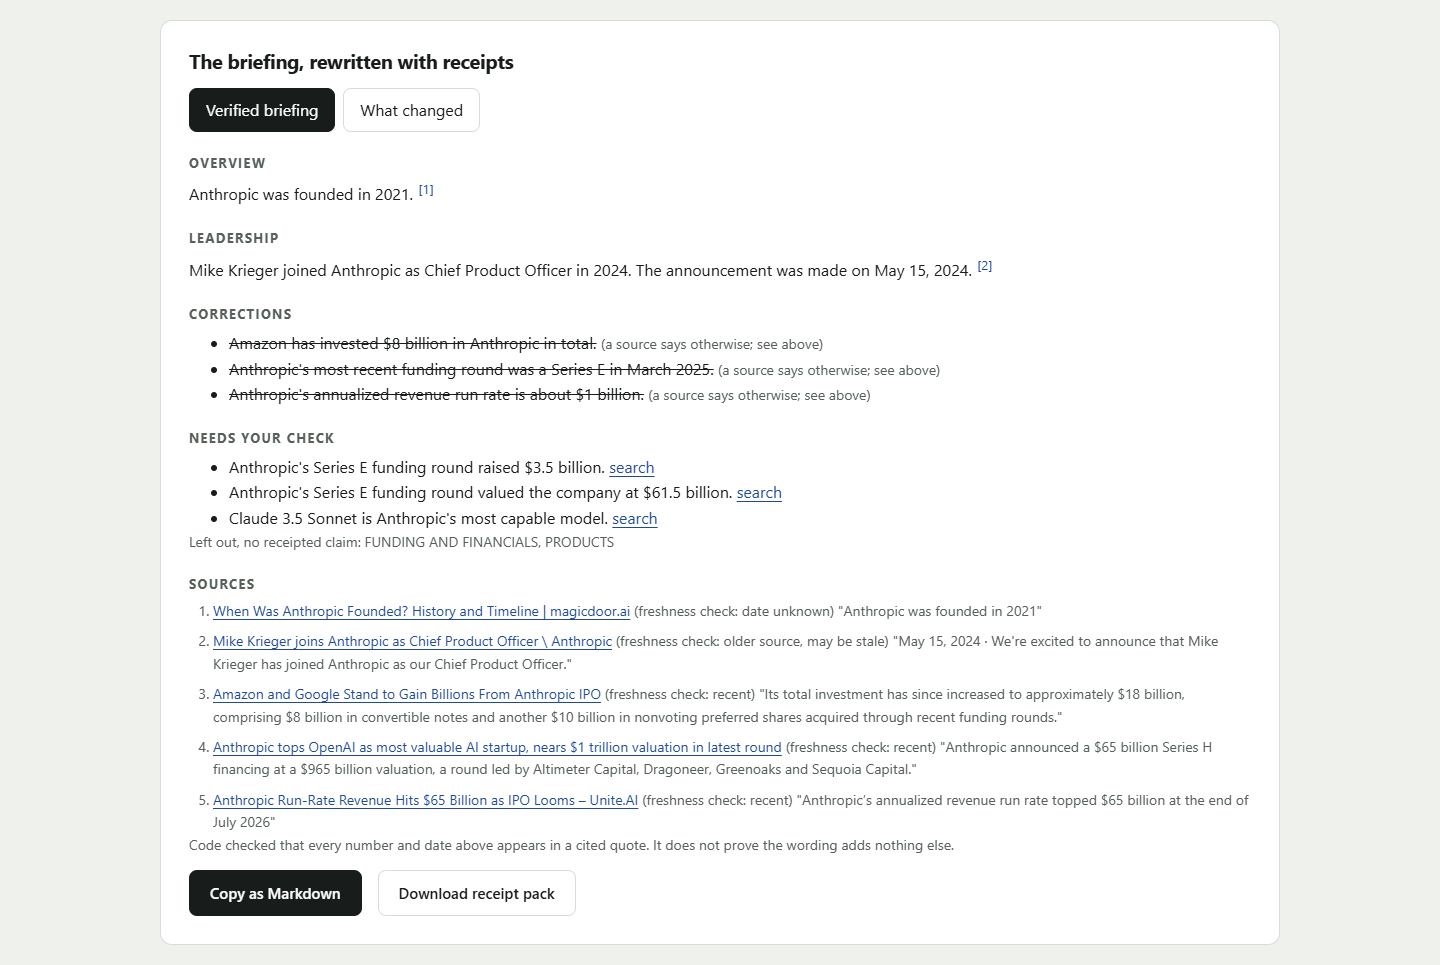 The briefing, rewritten with receipts
Verified briefing
What changed
OVERVIEW
Anthropic was founded in 2021. [1]
LEADERSHIP
Mike Krieger joined Anthropic as Chief Product Officer in 2024. The announcement was made on May 15, 2024. [2]
CORRECTIONS
Amazon has invested $8 billion in Anthropic in total. (a source says otherwise; see above)
Anthropic's most recent funding round was a Series E in March 2025. (a source says otherwise; see above)
Anthropic's annualized revenue run rate is about $1 billion. (a source says otherwise; see above)
NEEDS YOUR CHECK
Anthropic's Series E funding round raised $3.5 billion. search
Anthropic's Series E funding round valued the company at $61.5 billion. search
Claude 3.5 Sonnet is Anthropic's most capable model. search
Left out, no receipted claim: FUNDING AND FINANCIALS, PRODUCTS
SOURCES
1. When Was Anthropic Founded? History and Timeline | magicdoor.ai (freshness check: date unknown) "Anthropic was founded in 2021"
2. Mike Krieger joins Anthropic as Chief Product Officer \ Anthropic (freshness check: older source, may be stale) "May 15, 2024 · We're excited to announce that Mike
Krieger has joined Anthropic as our Chief Product Officer."
3. Amazon and Google Stand to Gain Billions From Anthropic IPO (freshness check: recent) "Its total investment has since increased to approximately $18 billion,
comprising $8 billion in convertible notes and another $10 billion in nonvoting preferred shares acquired through recent funding rounds."
4. Anthropic tops OpenAI as most valuable AI startup, nears $1 trillion valuation in latest round (freshness check: recent) "Anthropic announced a $65 billion Series H
financing at a $965 billion valuation, a round led by Altimeter Capital, Dragoneer, Greenoaks and Sequoia Capital."
5. Anthropic Run-Rate Revenue Hits $65 Billion as IPO Looms – Unite.AI (freshness check: recent) "Anthropic’s annualized revenue run rate topped $65 billion at the end of
July 2026"
Code checked that every number and date above appears in a cited quote. It does not prove the wording adds nothing else.
Copy as Markdown
Download receipt pack